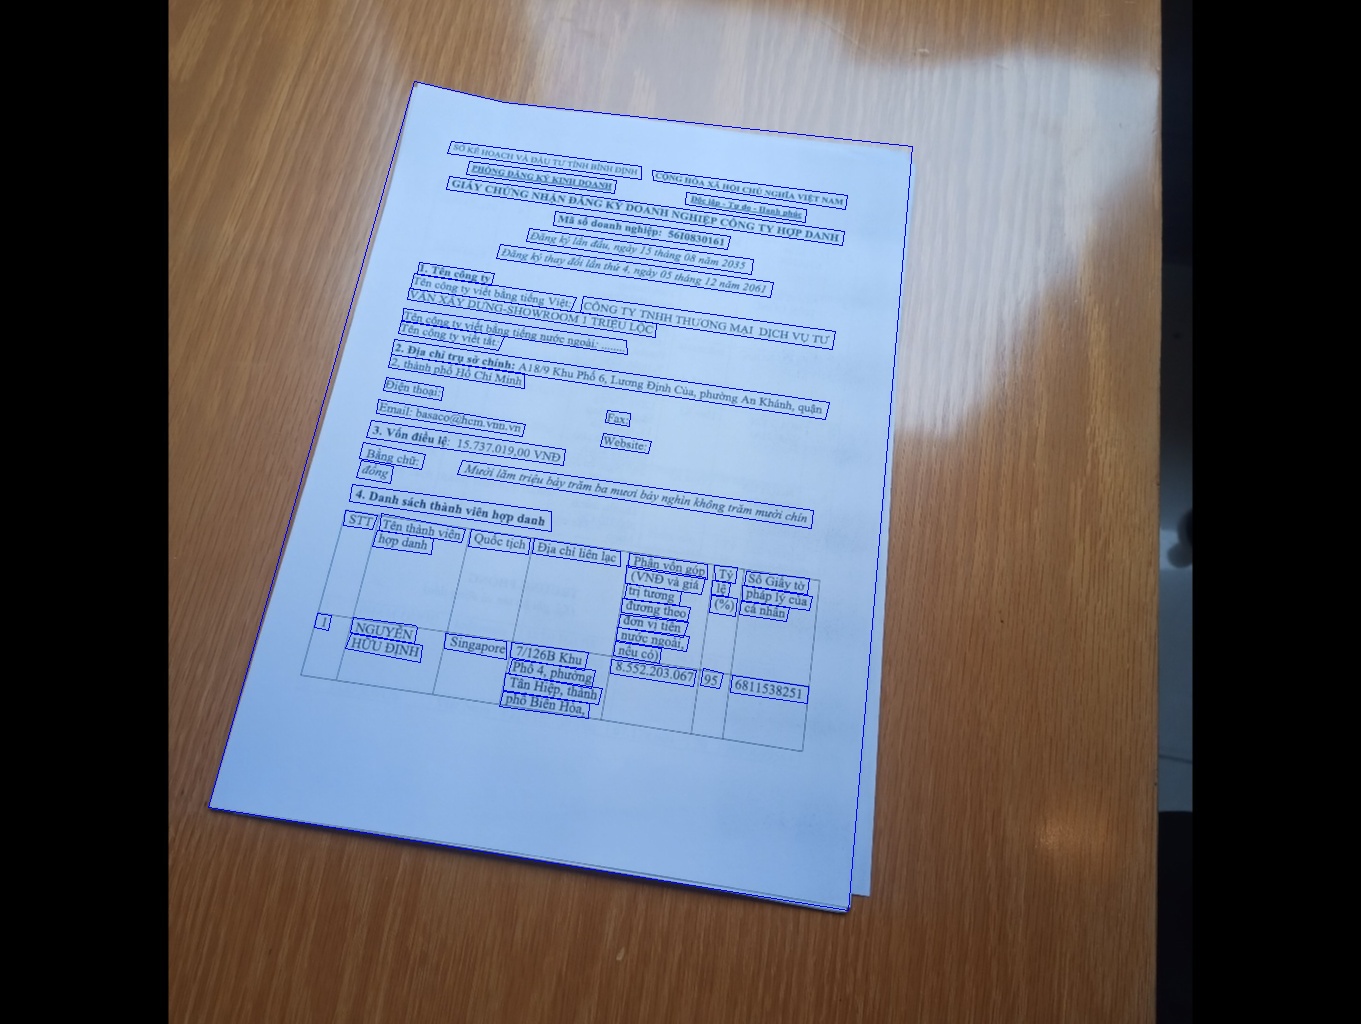 SỞ KẾ HOẠCH VÀ ĐẦU TƯ TỈNH BÌNH ĐỊNH
CỘNG HÒA XÃ HỘI CHỦ NGHĨA VIỆT NAM
PHÒNG ĐĂNG KÝ KINH DOANH
Độc lập - Tự do - Hạnh phúc
GIẤY CHỨNG NHẬN ĐĂNG KÝ DOANH NGHIỆP CÔNG TY HỢP DANH
Mã số doanh nghiệp: 5610830161
Đăng ký lần đầu, ngày 15 tháng 08 năm 2035
Đăng ký thay đổi lần thứ 4, ngày 05 tháng 12 năm 2061
1. Tên công ty
Tên công ty viết bằng tiếng Việt: CÔNG TY TNHH THƯƠNG MẠI DỊCH VỤ TƯ
VẤN XÂY DỰNG-SHOWROOM 1 TRIỆU LỘC
Tên công ty viết bằng tiếng nước ngoài: ........
Tên công ty viết tắt:
2. Địa chỉ trụ sở chính: A18/9 Khu Phố 6, Lương Định Của, phường An Khánh, quận
2, thành phố Hồ Chí Minh
Điện thoại:
Fax:
Email: basaco@hcm.vnn.vn
Website:
3. Vốn điều lệ: 15.737.019,00 VNĐ
Bằng chữ: Mười lăm triệu bảy trăm ba mươi bảy nghìn không trăm mười chín
đồng
4. Danh sách thành viên hợp danh
STT
Tên thành viên
hợp danh
Quốc tịch
Địa chỉ liên lạc
Phần vốn góp
(VNĐ và giá
trị tương
đương theo
đơn vị tiền
nước ngoài,
nếu có)
Tỷ
lệ
(%)
Số Giấy tờ
pháp lý của
cá nhân
1
NGUYỄN
HỮU ĐỊNH
Singapore
7/126B Khu
Phố 4, phường
Tân Hiệp, thành
phố Biên Hòa,
8.552.203.067
95
6811538251